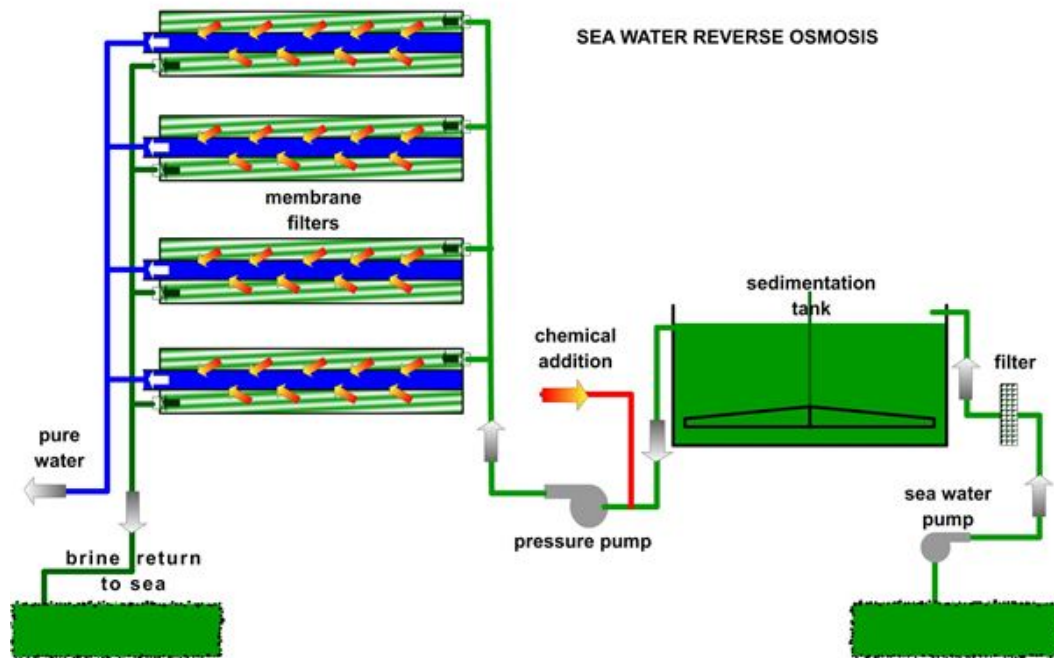 SEA WATER REVERSE OSMOSIS
membrane
filters
sedimentation
tank
chemical
addition
filter
pure
water
sea water
pump
pressure pump
brine return
to sea